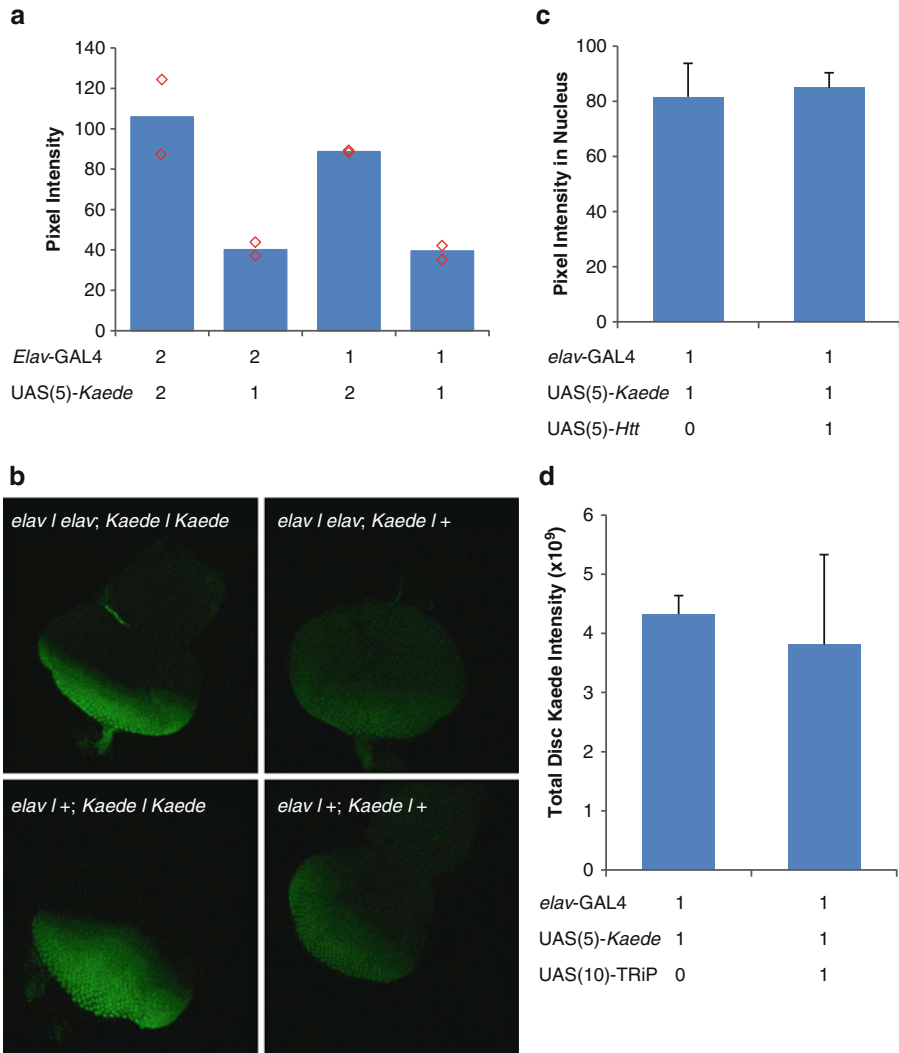 a
140
120
100
80
60
40
20
0
Pixel Intensity
Elav-GAL4 2 2 1 1
UAS(5)-Kaede 2 1 2 1
b
elav / elav; Kaede / Kaede
elav / elav; Kaede / +
elav / +; Kaede / Kaede
elav / +; Kaede / +
c
100
80
60
40
20
0
Pixel Intensity in Nucleus
elav-GAL4 1 1
UAS(5)-Kaede 1 1
UAS(5)-Htt 0 1
d
6
5
4
3
2
1
0
Total Disc Kaede Intensity (x10⁹)
elav-GAL4 1 1
UAS(5)-Kaede 1 1
UAS(10)-TRiP 0 1